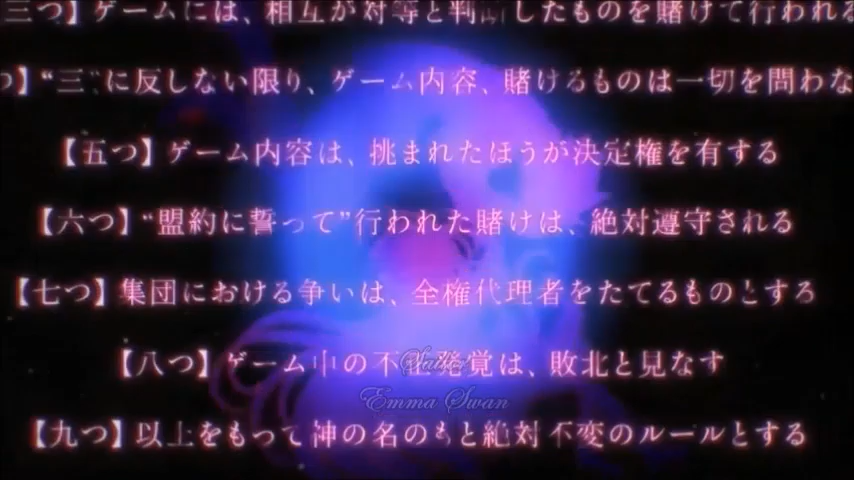 三つ】ゲームには、相互が対等と判断したものを賭けて行われる
つ】“三”に反しない限り、ゲーム内容、賭けるものは一切を問わな
【五つ】ゲーム内容は、挑まれたほうが決定権を有する
【六つ】“盟約に誓って”行われた賭けは、絶対遵守される
【七つ】集団における争いは、全権代理者をたてるものとする
【八つ】ゲーム中の不正発覚は、敗北と見なす
Emma Swan
【九つ】以上をもって神の名のもと絶対不変のルールとする